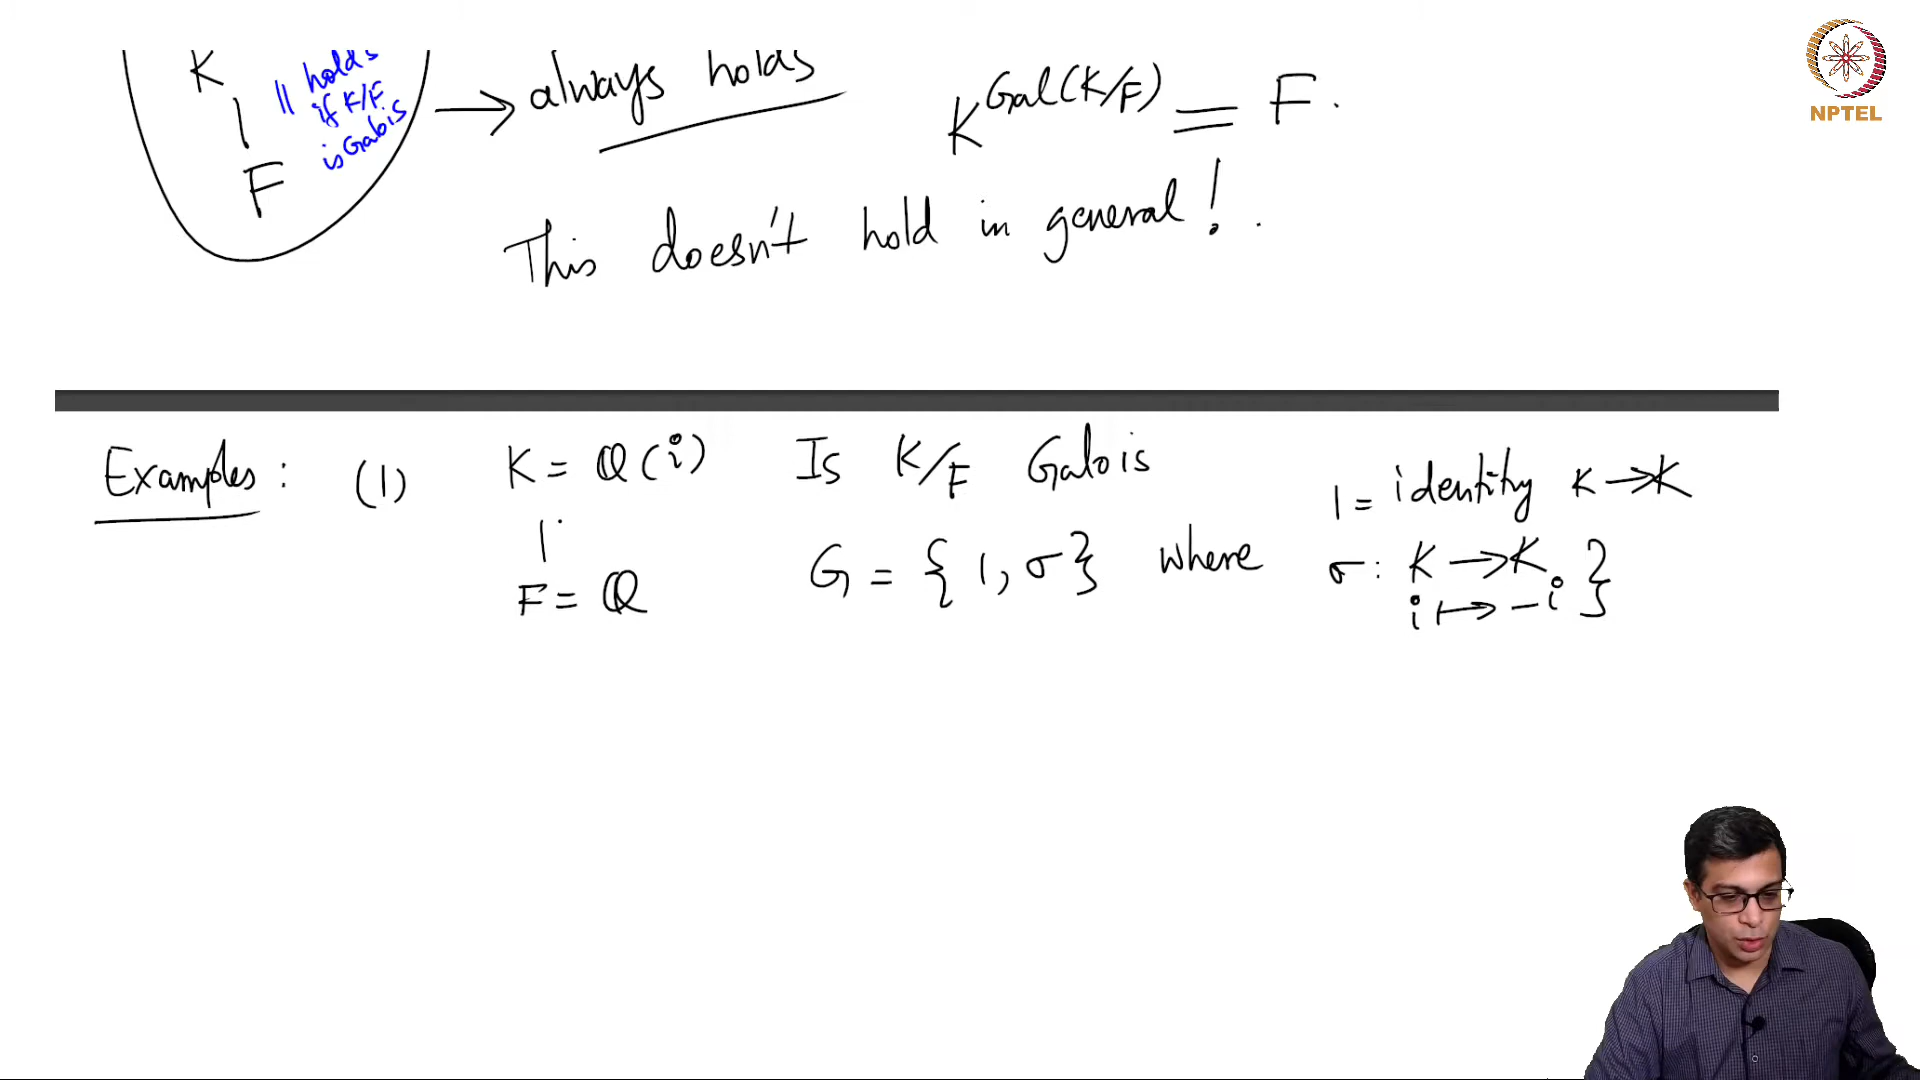 K
|| holds
if K/F
is Galois
F
→ always holds
K^Gal(K/F) = F.
This doesn't hold in general!.
NPTEL
Examples: (1) K = ℚ(i) Is K/F Galois
|
F = ℚ
G = {1, σ} where
1 = identity K → K
σ: K → K
i ↦ -i }